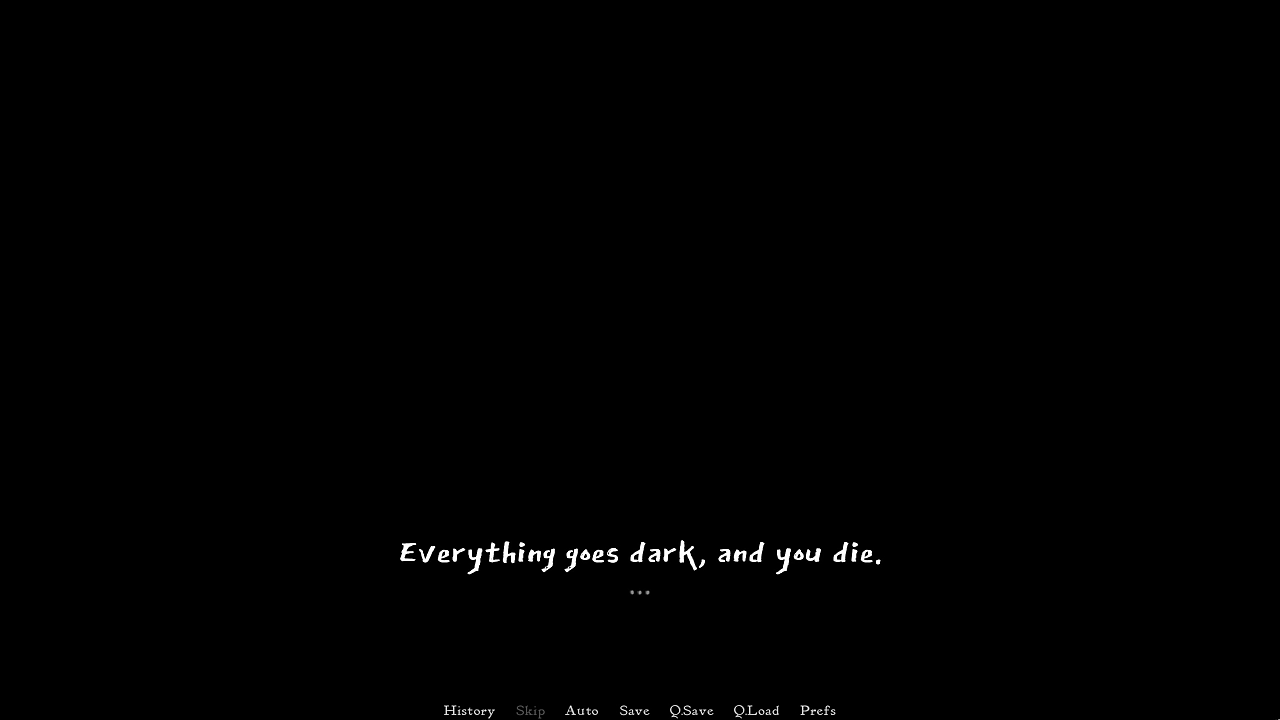 Everything goes dark, and you die.
...
History Skip Auto Save Q.Save Q.Load Prefs